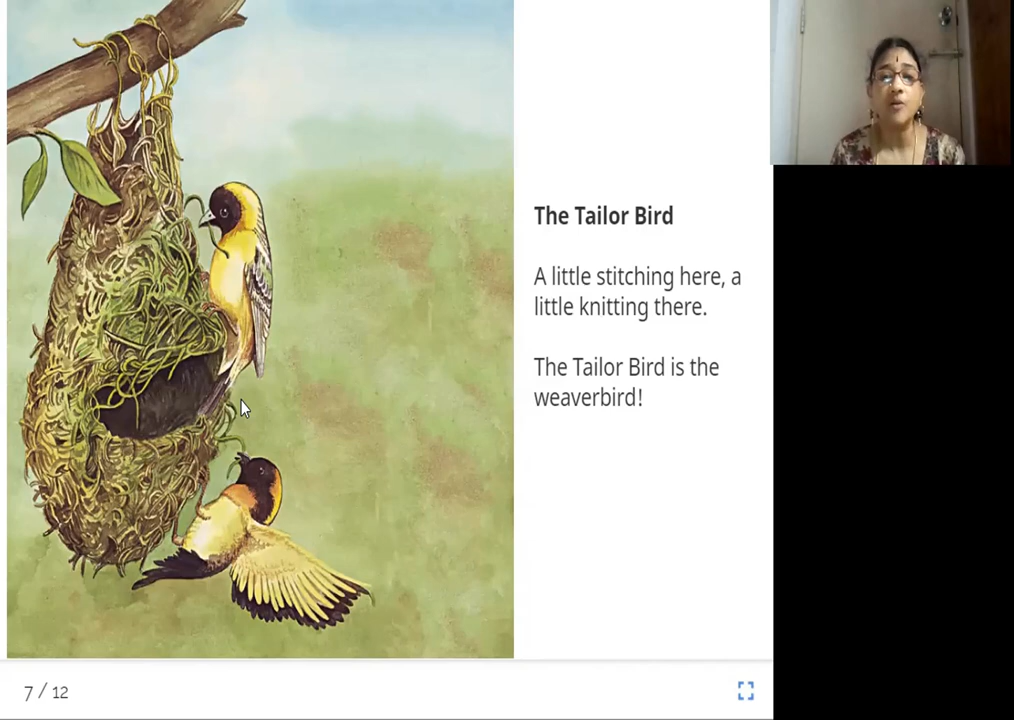 The Tailor Bird
A little stitching here, a
little knitting there.
The Tailor Bird is the
weaverbird!
7 / 12